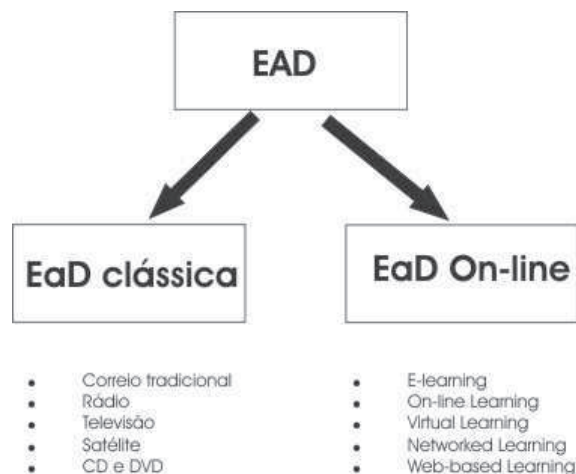 EAD
EaD clássica
EaD On-line
• Correio tradicional
• Rádio
• Televisão
• Satélite
• CD e DVD
• E-learning
• On-line Learning
• Virtual Learning
• Networked Learning
• Web-based Learning